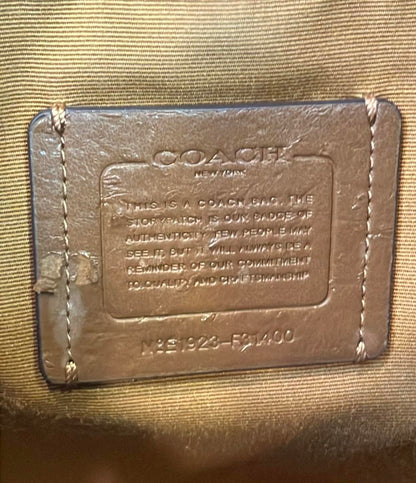 COACH
NEW YORK
THIS IS A COACH BAG. THE
STORYPATCH IS OUR BADGE OF
AUTHENTICITY. FEW PEOPLE MAY
SEE IT, BUT IT WILL ALWAYS BE A
REMINDER OF OUR COMMITMENT
TO QUALITY AND CRAFTSMANSHIP